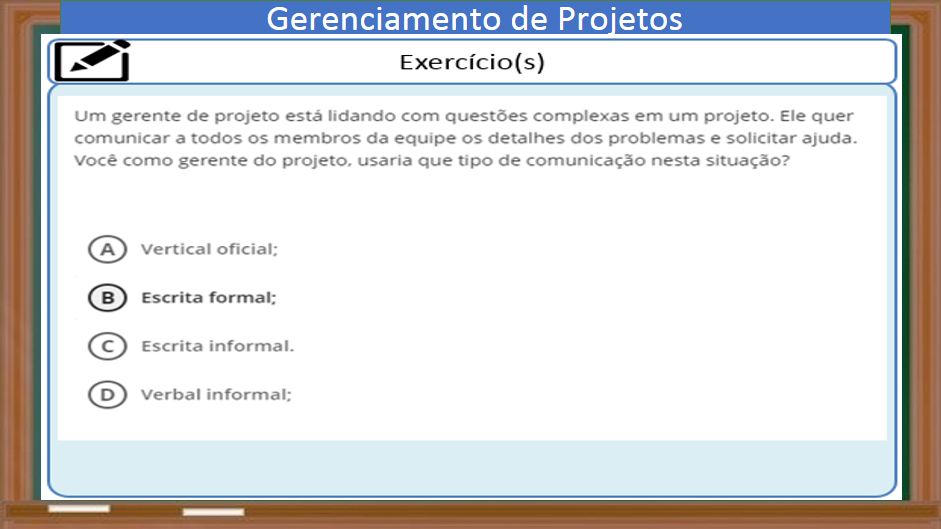 Gerenciamento de Projetos
Exercício(s)
Um gerente de projeto está lidando com questões complexas em um projeto. Ele quer
comunicar a todos os membros da equipe os detalhes dos problemas e solicitar ajuda.
Você como gerente do projeto, usaria que tipo de comunicação nesta situação?
A Vertical oficial;
B Escrita formal;
C Escrita informal.
D Verbal informal;